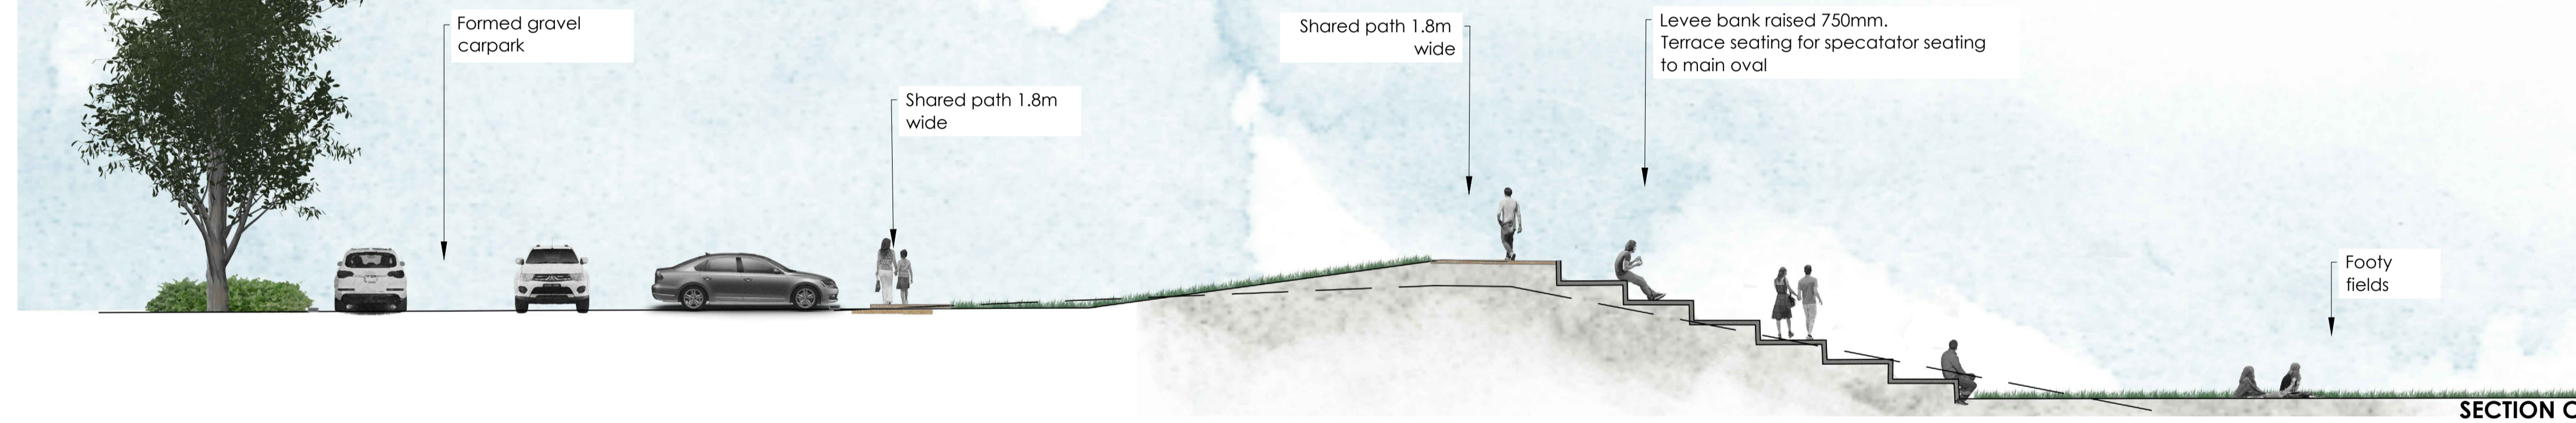 Formed gravel
carpark
Shared path 1.8m
wide
Shared path 1.8m
wide
Levee bank raised 750mm.
Terrace seating for specatator seating
to main oval
Footy
fields
SECTION C